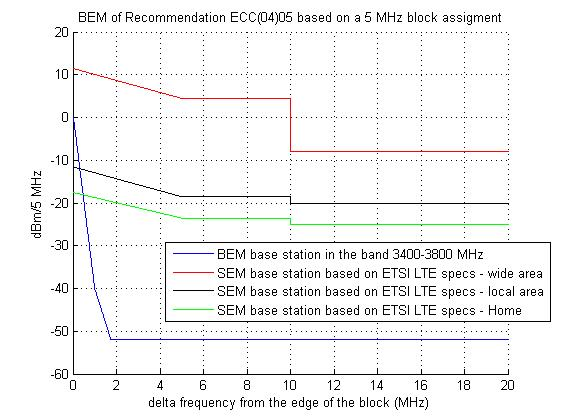 BEM of Recommendation ECC(04)05 based on a 5 MHz block assigment
20
10
0
-10
-20
-30
-40
-50
-60
dBm/5 MHz
BEM base station in the band 3400-3800 MHz
SEM base station based on ETSI LTE specs - wide area
SEM base station based on ETSI LTE specs - local area
SEM base station based on ETSI LTE specs - Home
0 2 4 6 8 10 12 14 16 18 20
delta frequency from the edge of the block (MHz)